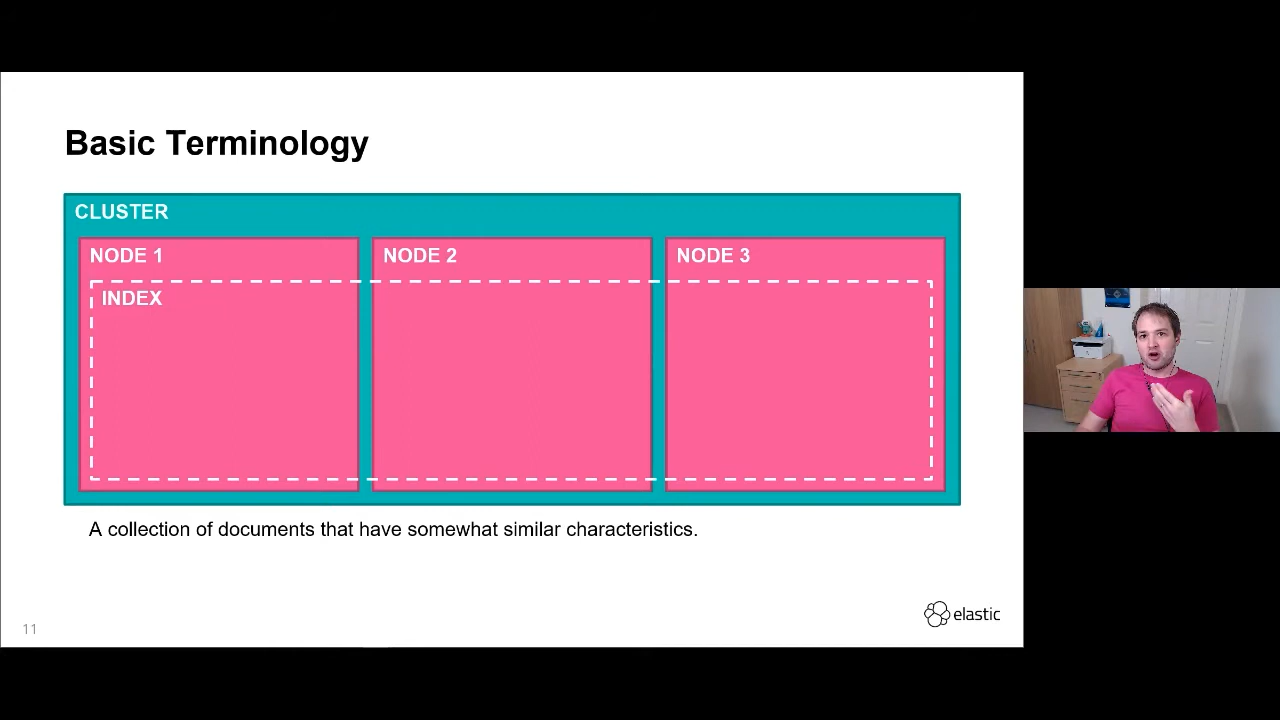 Basic Terminology
CLUSTER
NODE 1
NODE 2
NODE 3
INDEX
A collection of documents that have somewhat similar characteristics.
11
elastic